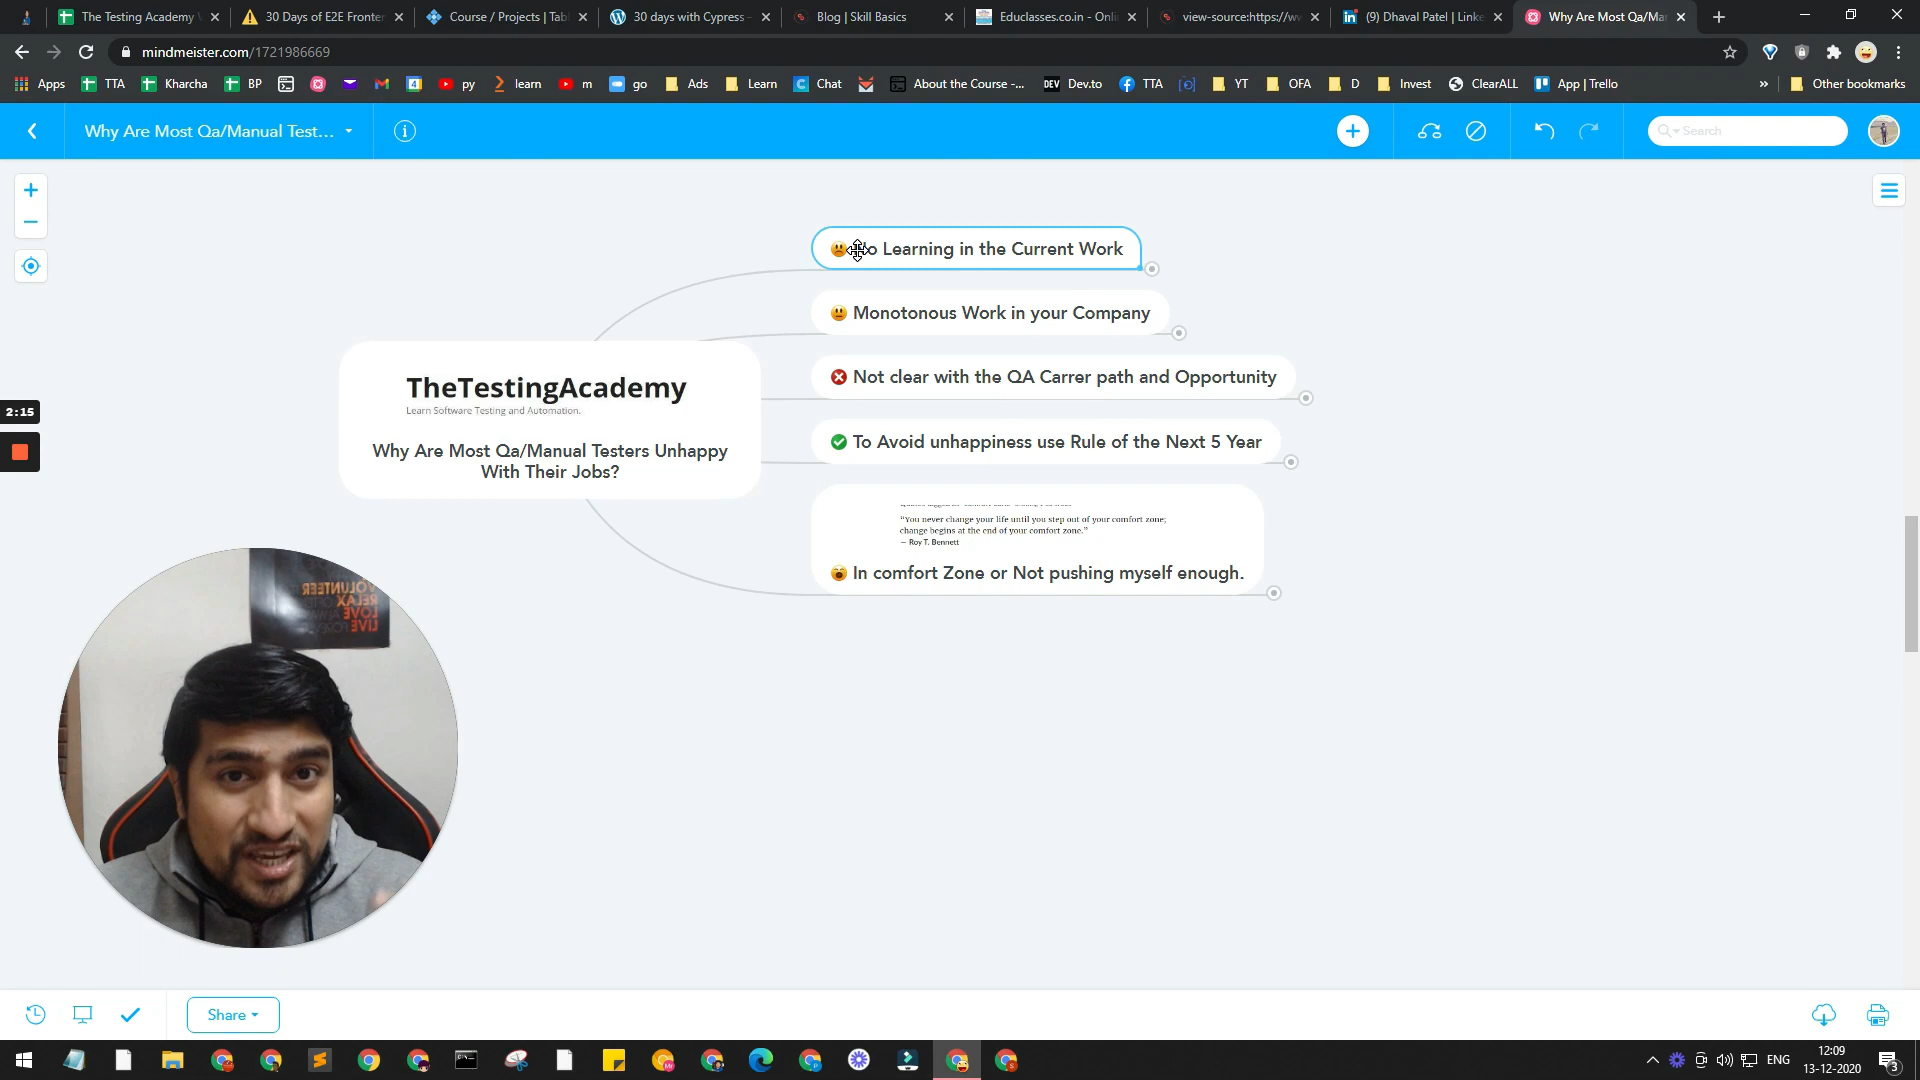 The Testing Academy
30 Days of E2E Fronter
Course / Projects | Tab
30 days with Cypress -
Blog | Skill Basics
Educlasses.co.in - Onli
view-source:https://w
(9) Dhaval Patel | Linke
Why Are Most Qa/Ma
mindmeister.com/1721986669
Apps
TTA
Kharcha
BP
py
learn
m
go
Ads
Learn
Chat
About the Course -...
DEV
Dev.to
TTA
YT
OFA
D
Invest
ClearALL
App | Trello
Other bookmarks
Why Are Most Qa/Manual Test...
Search
o Learning in the Current Work
Monotonous Work in your Company
Not clear with the QA Carrer path and Opportunity
To Avoid unhappiness use Rule of the Next 5 Year
“You never change your life until you step out of your comfort zone;
change begins at the end of your comfort zone.”
— Roy T. Bennett
In comfort Zone or Not pushing myself enough.
TheTestingAcademy
Learn Software Testing and Automation.
Why Are Most Qa/Manual Testers Unhappy
With Their Jobs?
2:15
VOLUNTEER
RELAX
LOVE
LIVE
Share
ENG
12:09
13-12-2020
3